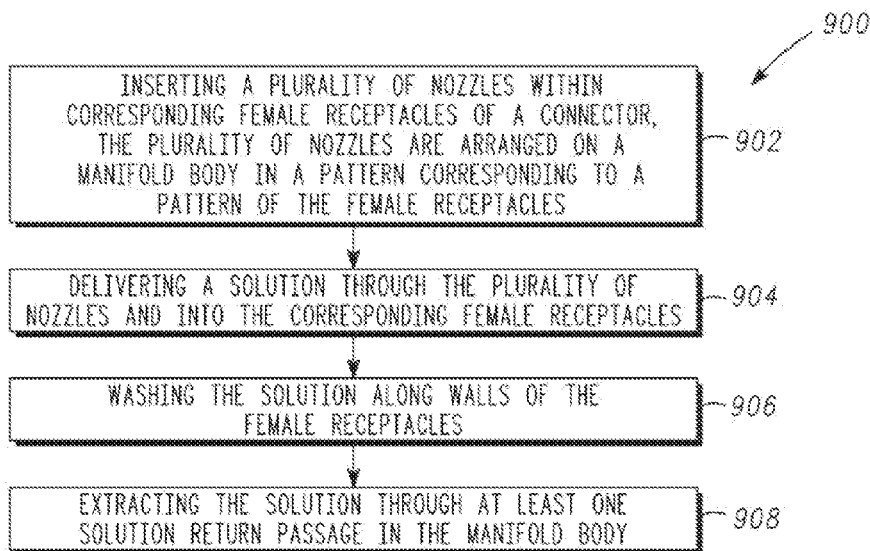 900
INSERTING A PLURALITY OF NOZZLES WITHIN
CORRESPONDING FEMALE RECEPTACLES OF A CONNECTOR,
THE PLURALITY OF NOZZLES ARE ARRANGED ON A
MANIFOLD BODY IN A PATTERN CORRESPONDING TO A
PATTERN OF THE FEMALE RECEPTACLES
902
DELIVERING A SOLUTION THROUGH THE PLURALITY OF
NOZZLES AND INTO THE CORRESPONDING FEMALE RECEPTACLES
904
WASHING THE SOLUTION ALONG WALLS OF THE
FEMALE RECEPTACLES
906
EXTRACTING THE SOLUTION THROUGH AT LEAST ONE
SOLUTION RETURN PASSAGE IN THE MANIFOLD BODY
908